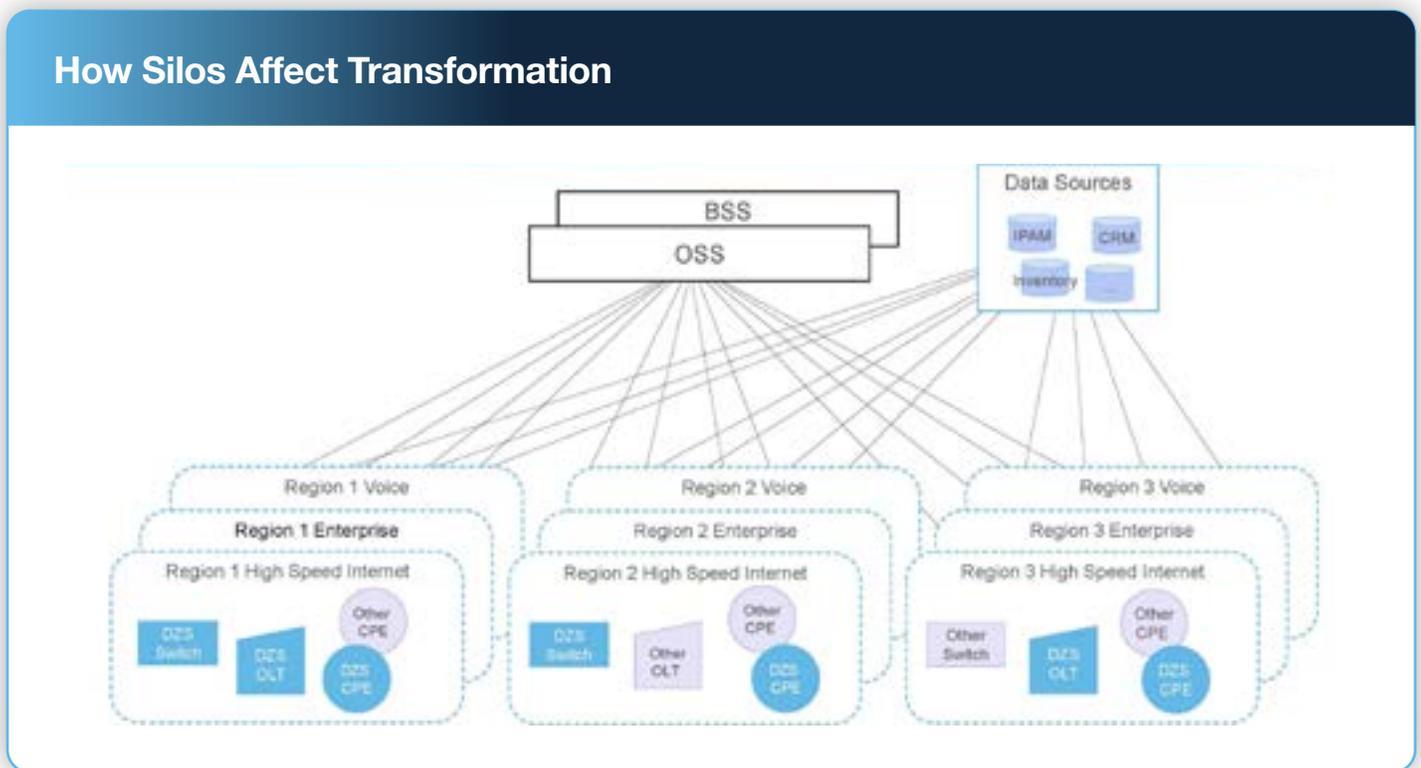 How Silos Affect Transformation
BSS
OSS
Data Sources
IPAM
CRM
Inventory
...
Region 1 Voice
Region 1 Enterprise
Region 1 High Speed Internet
DZS
Switch
DZS
OLT
Other
CPE
DZS
CPE
Region 2 Voice
Region 2 Enterprise
Region 2 High Speed Internet
DZS
Switch
Other
OLT
Other
CPE
DZS
CPE
Region 3 Voice
Region 3 Enterprise
Region 3 High Speed Internet
Other
Switch
DZS
OLT
Other
CPE
DZS
CPE